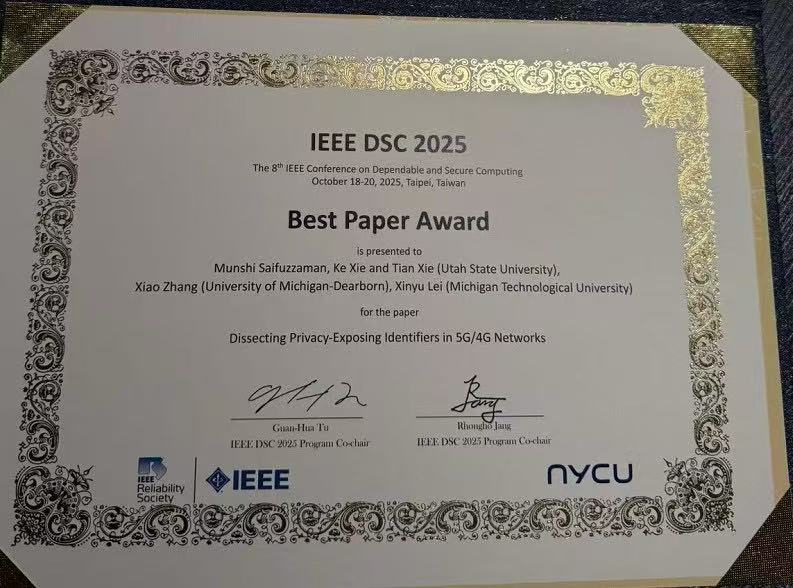 IEEE DSC 2025
The 8th IEEE Conference on Dependable and Secure Computing
October 18-20, 2025, Taipei, Taiwan
Best Paper Award
is presented to
Munshi Saifuzzaman, Ke Xie and Tian Xie (Utah State University),
Xiao Zhang (University of Michigan-Dearborn), Xinyu Lei (Michigan Technological University)
for the paper
Dissecting Privacy-Exposing Identifiers in 5G/4G Networks
Guan-Hua Tu
IEEE DSC 2025 Program Co-chair
Rhongho Jang
IEEE DSC 2025 Program Co-chair
IEEE
Reliability
Society
IEEE
NYCU